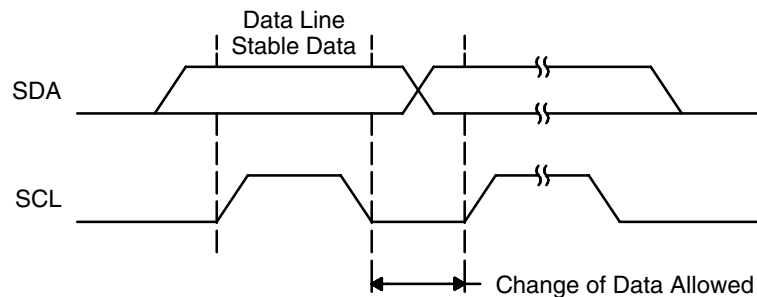 Data Line
Stable Data
SDA
SCL
Change of Data Allowed